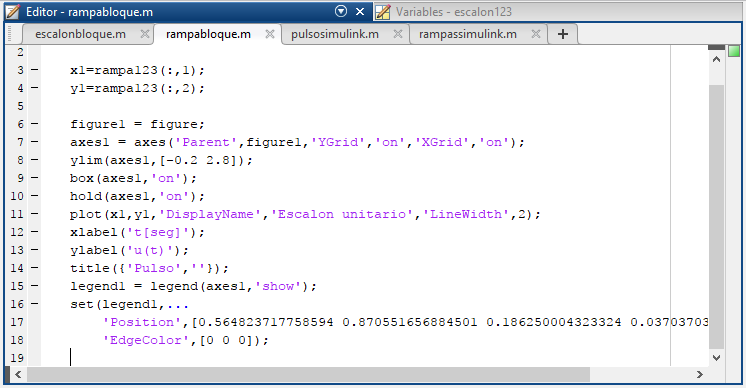 Editor - rampabloque.m
Variables - escalon123
escalonbloque.m rampabloque.m pulsosimulink.m rampassimulink.m
2
3 - x1=rampa123(:,1);
4 - y1=rampa123(:,2);
5
6 - figure1 = figure;
7 - axes1 = axes('Parent',figure1,'YGrid','on','XGrid','on');
8 - ylim(axes1,[-0.2 2.8]);
9 - box(axes1,'on');
10 - hold(axes1,'on');
11 - plot(x1,y1,'DisplayName','Escalon unitario','LineWidth',2);
12 - xlabel('t[seg]');
13 - ylabel('u(t)');
14 - title({'Pulso',''});
15 - legend1 = legend(axes1,'show');
16 - set(legend1,...
17 'Position',[0.564823717758594 0.870551656884501 0.186250004323324 0.03703703
18 'EdgeColor',[0 0 0]);
19